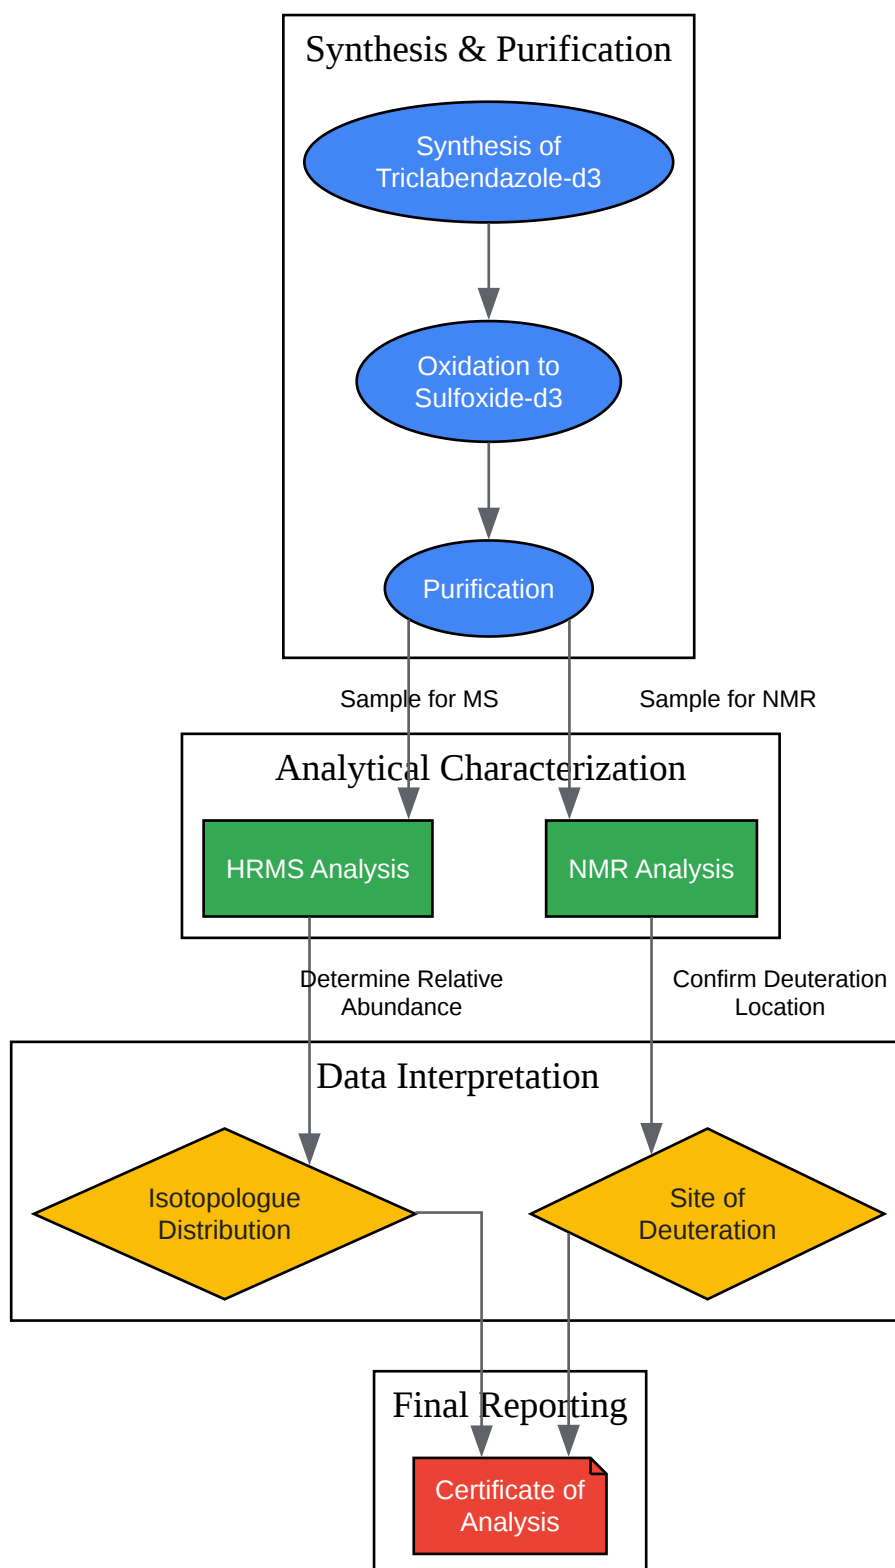 Synthesis & Purification
Synthesis of
Triclabendazole-d3
Oxidation to
Sulfoxide-d3
Purification
Sample for MS
Sample for NMR
Analytical Characterization
HRMS Analysis
NMR Analysis
Determine Relative
Abundance
Confirm Deuteration
Location
Data Interpretation
Isotopologue
Distribution
Site of
Deuteration
Final Reporting
Certificate of
Analysis